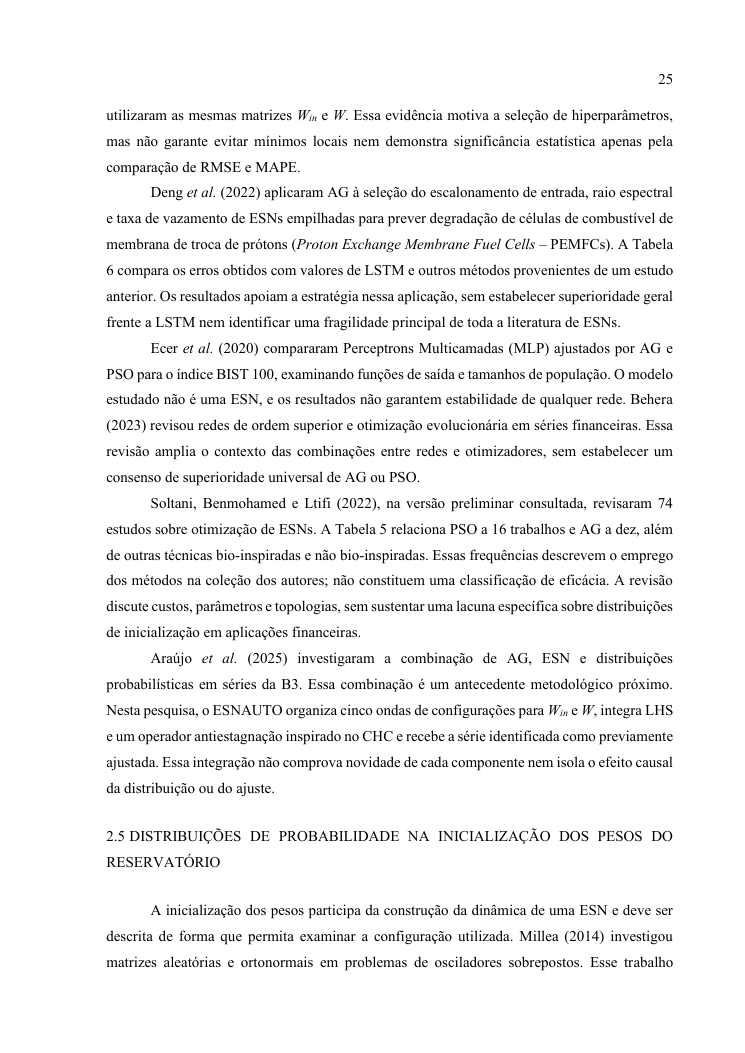 25
utilizaram as mesmas matrizes Win e W. Essa evidência motiva a seleção de hiperparâmetros,
mas não garante evitar mínimos locais nem demonstra significância estatística apenas pela
comparação de RMSE e MAPE.
Deng et al. (2022) aplicaram AG à seleção do escalonamento de entrada, raio espectral
e taxa de vazamento de ESNs empilhadas para prever degradação de células de combustível de
membrana de troca de prótons (Proton Exchange Membrane Fuel Cells – PEMFCs). A Tabela
6 compara os erros obtidos com valores de LSTM e outros métodos provenientes de um estudo
anterior. Os resultados apoiam a estratégia nessa aplicação, sem estabelecer superioridade geral
frente a LSTM nem identificar uma fragilidade principal de toda a literatura de ESNs.
Ecer et al. (2020) compararam Perceptrons Multicamadas (MLP) ajustados por AG e
PSO para o índice BIST 100, examinando funções de saída e tamanhos de população. O modelo
estudado não é uma ESN, e os resultados não garantem estabilidade de qualquer rede. Behera
(2023) revisou redes de ordem superior e otimização evolucionária em séries financeiras. Essa
revisão amplia o contexto das combinações entre redes e otimizadores, sem estabelecer um
consenso de superioridade universal de AG ou PSO.
Soltani, Benmohamed e Ltifi (2022), na versão preliminar consultada, revisaram 74
estudos sobre otimização de ESNs. A Tabela 5 relaciona PSO a 16 trabalhos e AG a dez, além
de outras técnicas bio-inspiradas e não bio-inspiradas. Essas frequências descrevem o emprego
dos métodos na coleção dos autores; não constituem uma classificação de eficácia. A revisão
discute custos, parâmetros e topologias, sem sustentar uma lacuna específica sobre distribuições
de inicialização em aplicações financeiras.
Araújo et al. (2025) investigaram a combinação de AG, ESN e distribuições
probabilísticas em séries da B3. Essa combinação é um antecedente metodológico próximo.
Nesta pesquisa, o ESNAUTO organiza cinco ondas de configurações para Win e W, integra LHS
e um operador antiestagnação inspirado no CHC e recebe a série identificada como previamente
ajustada. Essa integração não comprova novidade de cada componente nem isola o efeito causal
da distribuição ou do ajuste.
2.5 DISTRIBUIÇÕES DE PROBABILIDADE NA INICIALIZAÇÃO DOS PESOS DO
RESERVATÓRIO
A inicialização dos pesos participa da construção da dinâmica de uma ESN e deve ser
descrita de forma que permita examinar a configuração utilizada. Millea (2014) investigou
matrizes aleatórias e ortonormais em problemas de osciladores sobrepostos. Esse trabalho